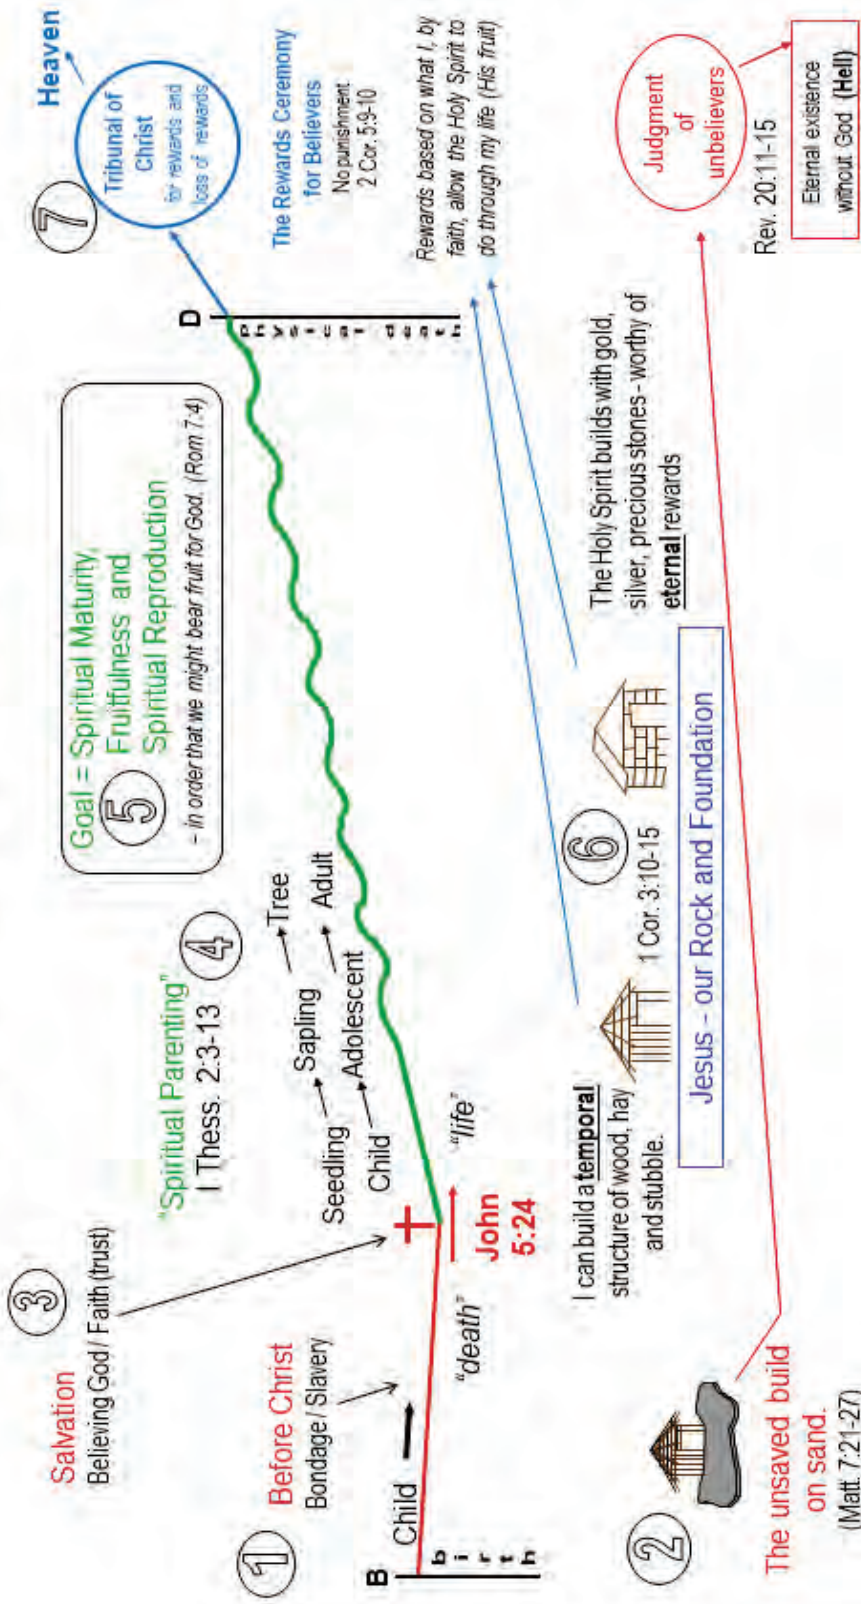 1
Before Christ
Bondage / Slavery
Child
B
birth
"death"
2
The unsaved build
on sand.
(Matt. 7:21-27)
3
Salvation
Believing God / Faith (trust)
John
5:24
"life"
"Spiritual Parenting"
I Thess. 2:3-13
4
Seedling
Sapling
Tree
Child
Adolescent
Adult
Goal = Spiritual Maturity,
Fruitfulness and
Spiritual Reproduction
5
- in order that we might bear fruit for God. (Rom 7:4)
I can build a temporal
structure of wood, hay
and stubble.
6
1 Cor. 3:10-15
The Holy Spirit builds with gold,
silver, precious stones - worthy of
eternal rewards
Jesus - our Rock and Foundation
D
physical death
7
Heaven
Tribunal of
Christ
for rewards and
loss of rewards
The Rewards Ceremony
for Believers
No punishment
2 Cor. 5:9-10
Rewards based on what I, by
faith, allow the Holy Spirit to
do through my life (His fruit)
Judgment
of
unbelievers
Rev. 20:11-15
Eternal existence
without God (Hell)